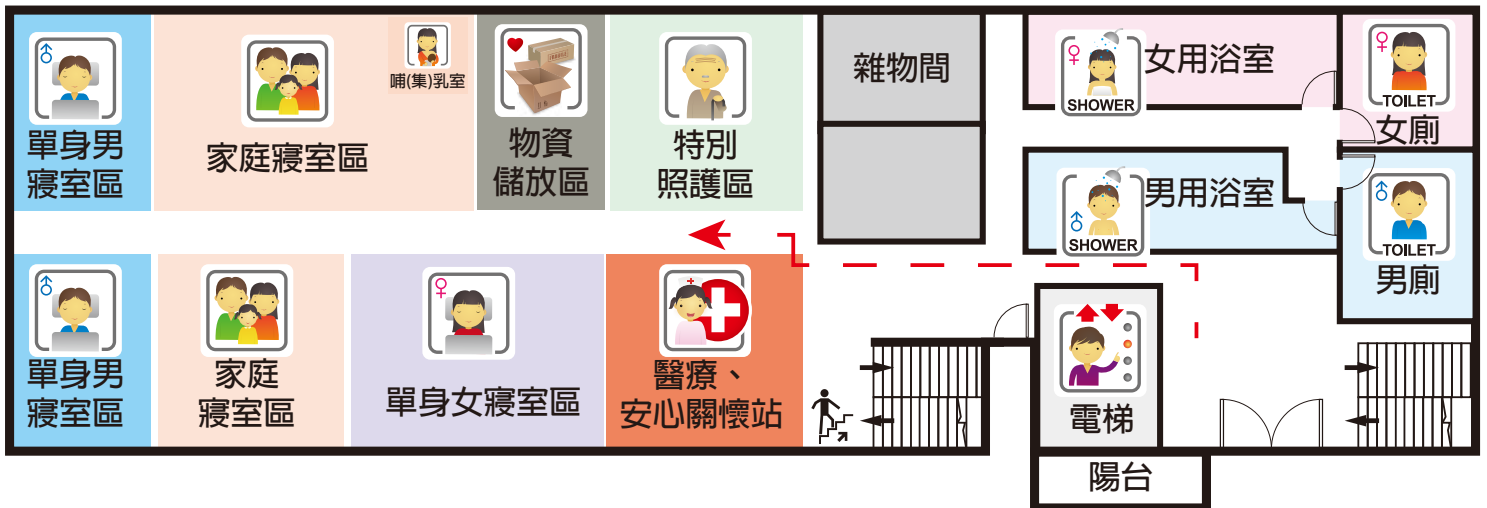 單身男
寢室區
家庭寢室區
哺(集)乳室
物資
儲放區
特別
照護區
雜物間
SHOWER
女用浴室
TOILET
女廁
SHOWER
男用浴室
TOILET
男廁
單身男
寢室區
家庭
寢室區
單身女寢室區
醫療、
安心關懷站
電梯
陽台